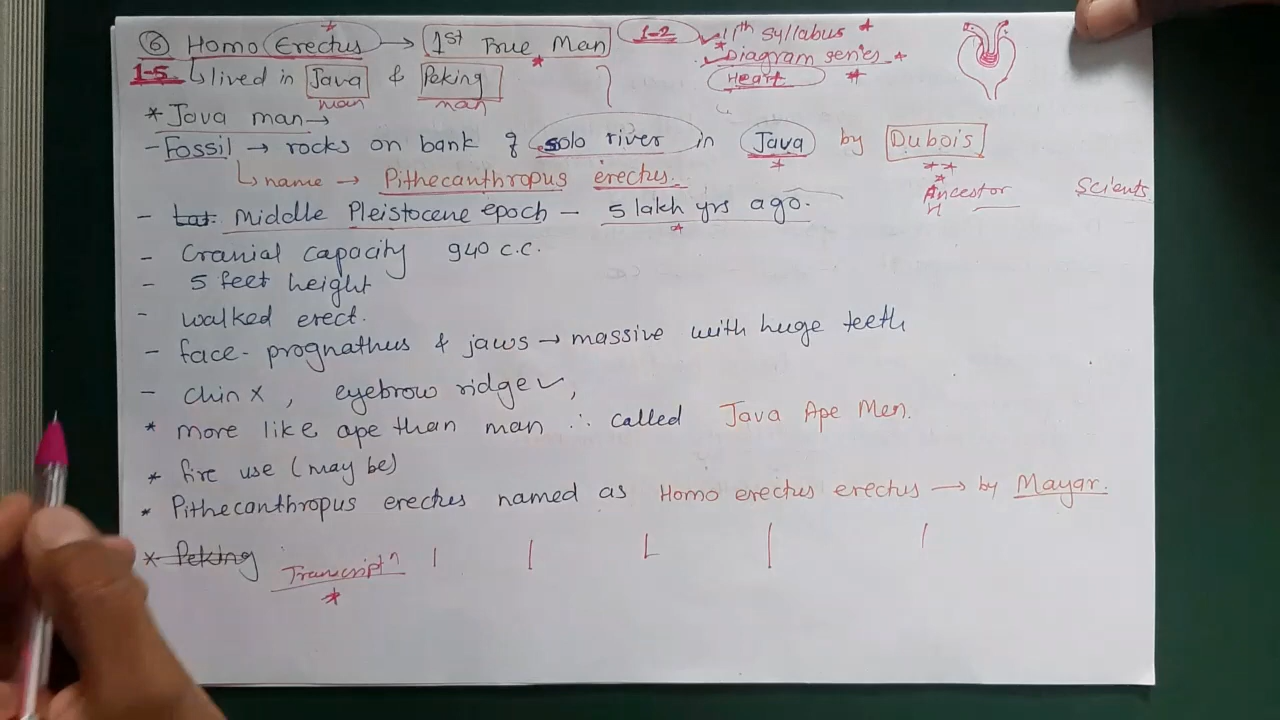 ⑥ Homo Erectus → 1st True Man 1-2 11th Syllabus *
* Diagram series *
1-5 ↳ lived in Java & Peking Heart *
man man
* Java man →
- Fossil → rocks on bank of solo river in Java by Dubois
↳ name → Pithecanthropus erectus. Ancestor Scients
- Middle Pleistocene epoch - 5 lakh yrs ago.
- Cranial capacity 940 c.c.
- 5 feet height
- walked erect.
- face - prognathus & jaws → massive with huge teeth
- chin x, eyebrow ridge ✓,
* more like ape than man ∴ called Java Ape Men.
* fire use (may be)
* Pithecanthropus erectus named as Homo erectus erectus → by Mayar.
* Peking Transcriptⁿ
*